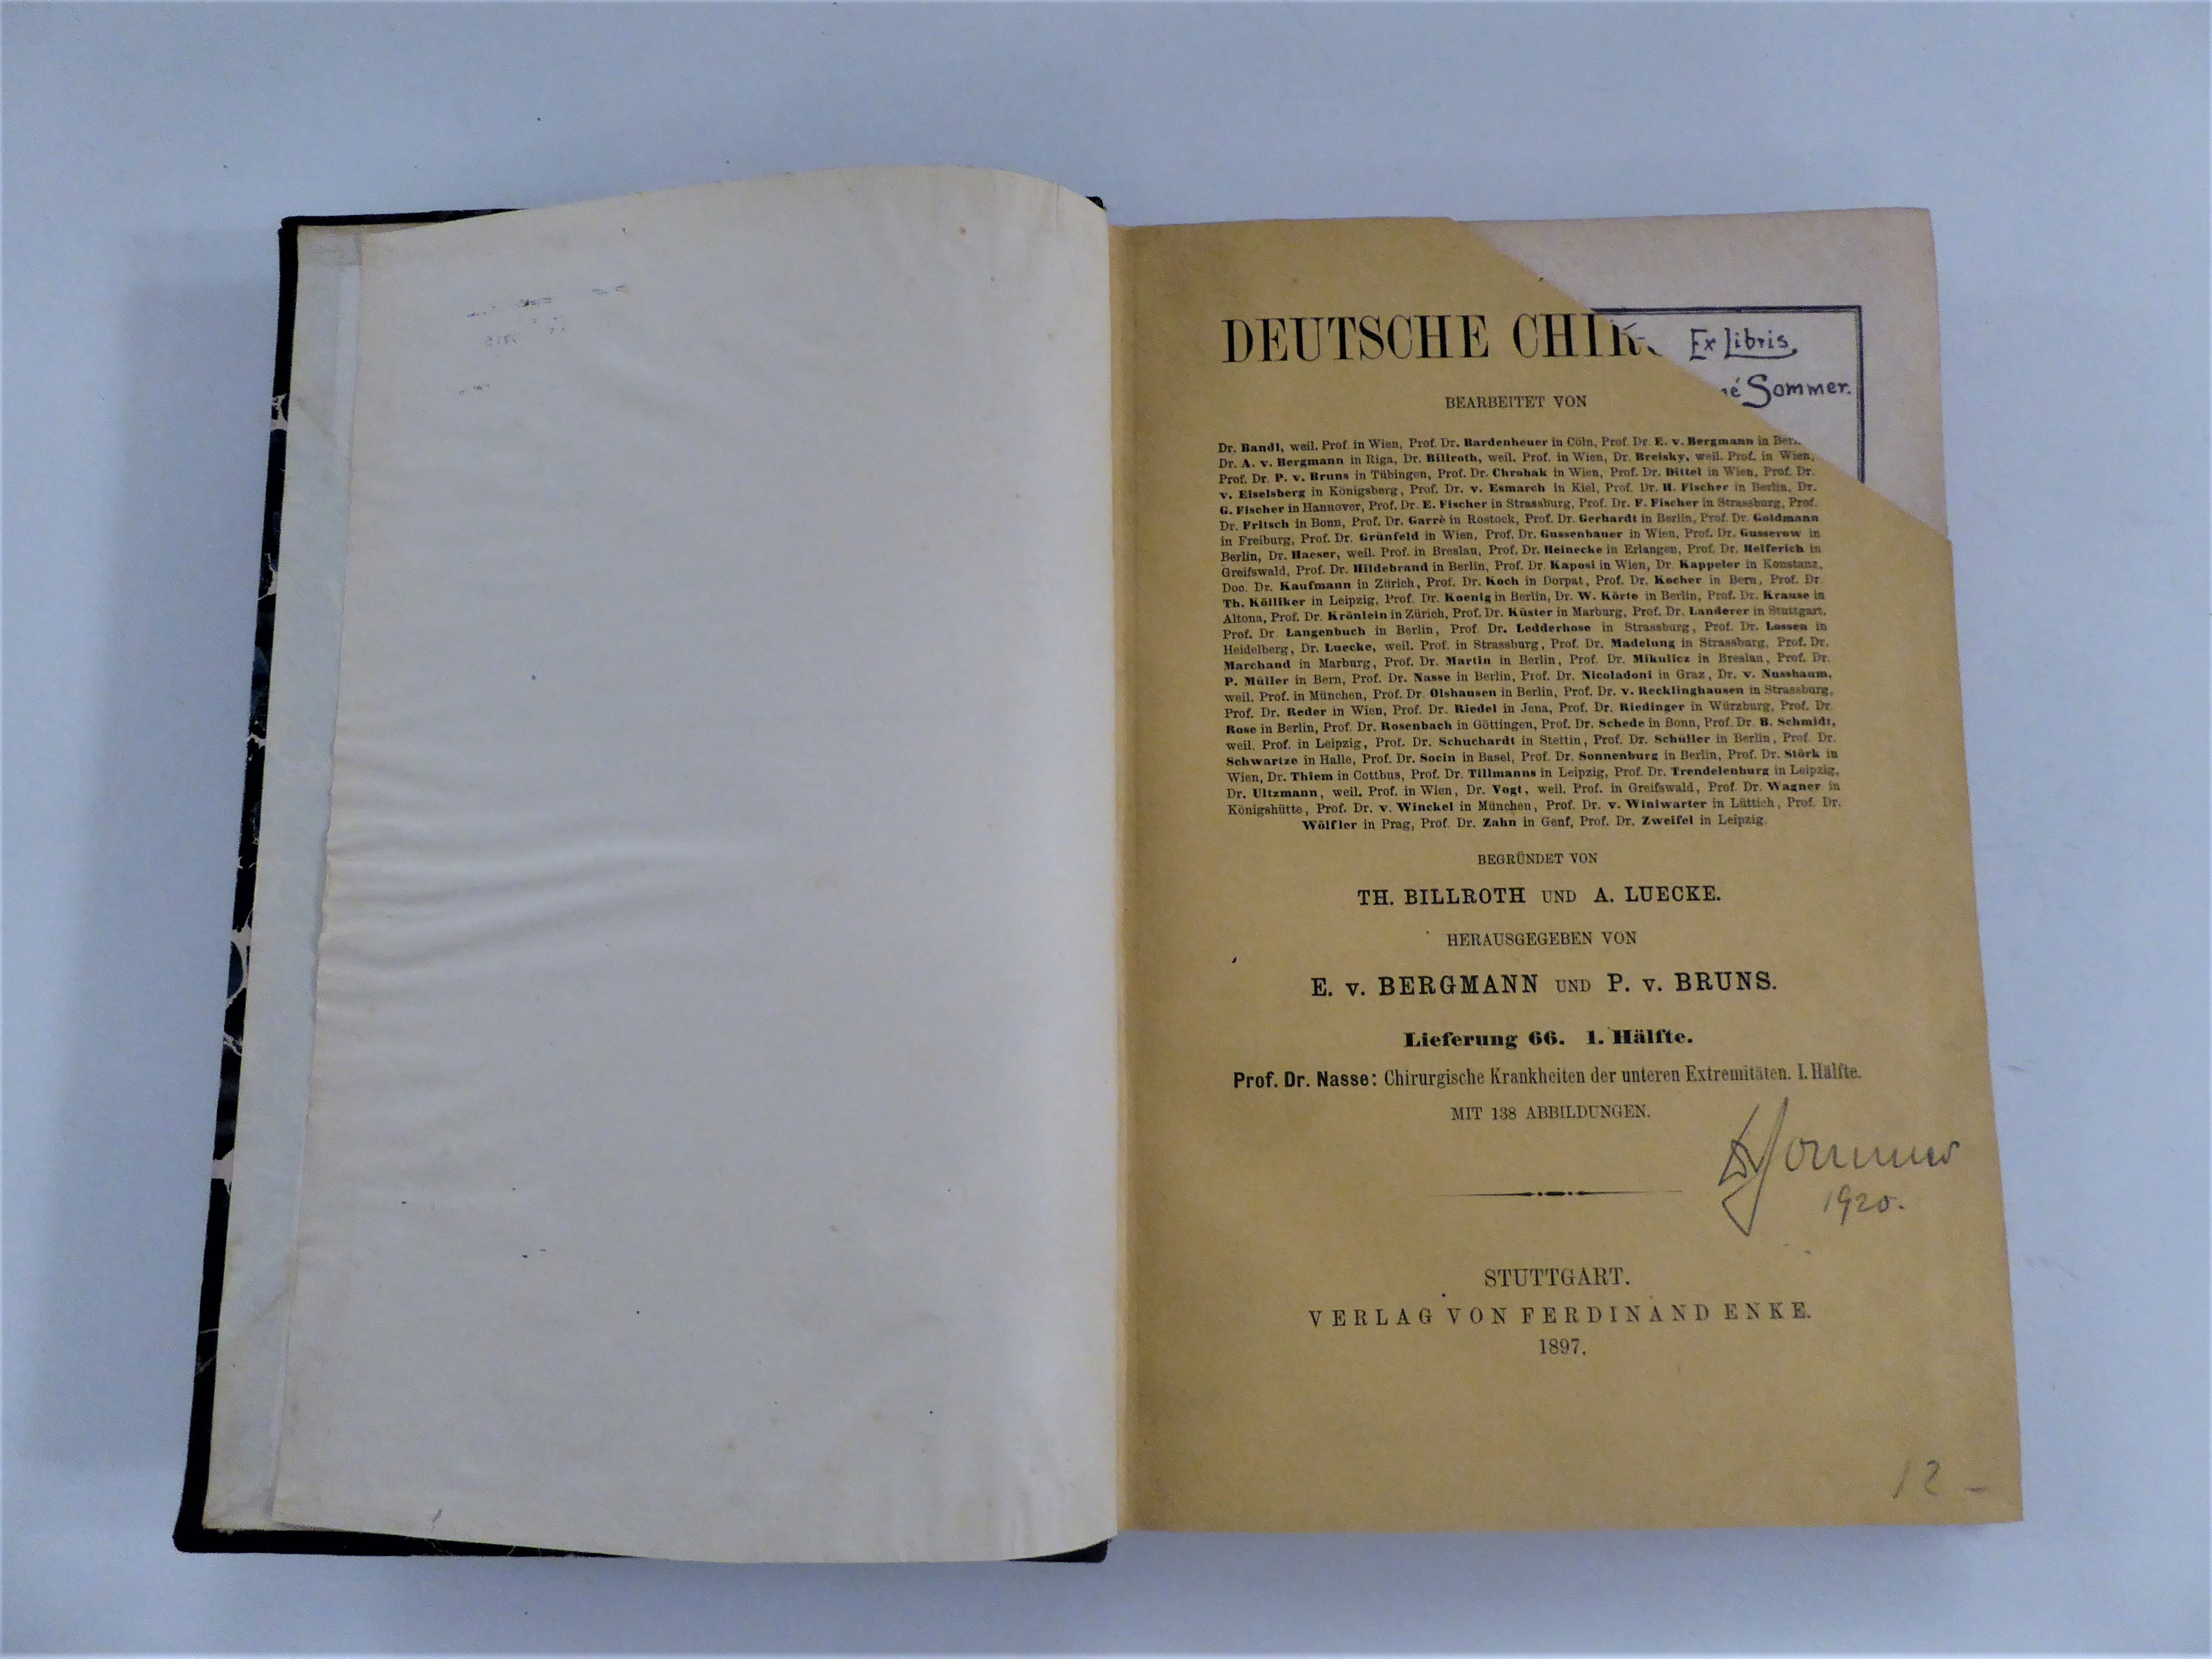 DEUTSCHE
Ex Libris
Sommer.
BEARBEITET VON
Dr. Bandl, weil. Prof. in Wien, Prof. Dr. Bardenheuer in Cöln, Prof. Dr. E. v. Bergmann in
Dr. A. v. Bergmann in Riga, Dr. Billroth, weil. Prof. in Wien, Dr. Breisky, weil. Prof. in Wien,
Prof. Dr. P. v. Bruns in Tübingen, Prof. Dr. Chrobak in Wien, Prof. Dr. Dittel in Wien, Prof. Dr.
v. Eiselsberg in Königsberg, Prof. Dr. v. Esmarch in Kiel, Prof. Dr. H. Fischer in Berlin, Dr.
G. Fischer in Hannover, Prof. Dr. E. Fischer in Strassburg, Prof. Dr. F. Fischer in Strassburg, Prof.
Dr. Fritsch in Bonn, Prof. Dr. Garrè in Rostock, Prof. Dr. Gerhardt in Berlin, Prof. Dr. Goldmann
in Freiburg, Prof. Dr. Grünfeld in Wien, Prof. Dr. Gussenbauer in Wien, Prof. Dr. Gusserow in
Berlin, Dr. Haeser, weil. Prof. in Breslau, Prof. Dr. Heinecke in Erlangen, Prof. Dr. Helferich in
Greifswald, Prof. Dr. Hildebrand in Berlin, Prof. Dr. Kaposi in Wien, Dr. Kappeler in Konstanz,
Doc. Dr. Kaufmann in Zürich, Prof. Dr. Koch in Dorpat, Prof. Dr. Kocher in Bern, Prof. Dr.
Th. Kölliker in Leipzig, Prof. Dr. Koenig in Berlin, Dr. W. Körte in Berlin, Prof. Dr. Krause in
Altona, Prof. Dr. Krönlein in Zürich, Prof. Dr. Küster in Marburg, Prof. Dr. Landerer in Stuttgart,
Prof. Dr. Langenbuch in Berlin, Prof. Dr. Ledderhose in Strassburg, Prof. Dr. Lossen in
Heidelberg, Dr. Luecke, weil. Prof. in Strassburg, Prof. Dr. Madelung in Strassburg, Prof. Dr.
Marchand in Marburg, Prof. Dr. Martin in Berlin, Prof. Dr. Mikulicz in Breslau, Prof. Dr.
P. Müller in Bern, Prof. Dr. Nasse in Berlin, Prof. Dr. Nicoladoni in Graz, Dr. v. Nussbaum,
weil. Prof. in München, Prof. Dr. Olshausen in Berlin, Prof. Dr. v. Recklinghausen in Strassburg,
Prof. Dr. Reder in Wien, Prof. Dr. Riedel in Jena, Prof. Dr. Riedinger in Würzburg, Prof. Dr.
Rose in Berlin, Prof. Dr. Rosenbach in Göttingen, Prof. Dr. Schede in Bonn, Prof. Dr. B. Schmidt,
weil. Prof. in Leipzig, Prof. Dr. Schuchardt in Stettin, Prof. Dr. Schüller in Berlin, Prof. Dr.
Schwartze in Halle, Prof. Dr. Socin in Basel, Prof. Dr. Sonnenburg in Berlin, Prof. Dr. Störk in
Wien, Dr. Thiem in Cottbus, Prof. Dr. Tillmanns in Leipzig, Prof. Dr. Trendelenburg in Leipzig,
Dr. Ultzmann, weil. Prof. in Wien, Dr. Vogt, weil. Prof. in Greifswald, Prof. Dr. Wagner in
Königshütte, Prof. Dr. v. Winckel in München, Prof. Dr. v. Winiwarter in Lüttich, Prof. Dr.
Wölfler in Prag, Prof. Dr. Zahn in Genf, Prof. Dr. Zweifel in Leipzig.
BEGRÜNDET VON
TH. BILLROTH UND A. LUECKE.
HERAUSGEGEBEN VON
E. v. BERGMANN UND P. v. BRUNS.
Lieferung 66. 1. Hälfte.
Prof. Dr. Nasse: Chirurgische Krankheiten der unteren Extremitäten. I. Hälfte.
MIT 138 ABBILDUNGEN.
Sommer
1920.
STUTTGART.
VERLAG VON FERDINAND ENKE.
1897.
12 -